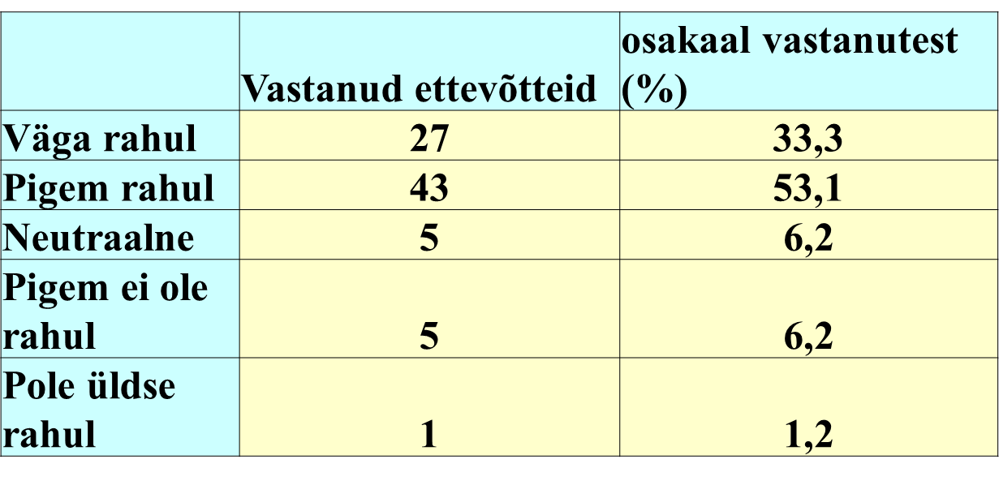 Vastanud ettevõtteid
osakaal vastanutest
(%)
Väga rahul 27 33,3
Pigem rahul 43 53,1
Neutraalne 5 6,2
Pigem ei ole
rahul 5 6,2
Pole üldse
rahul 1 1,2